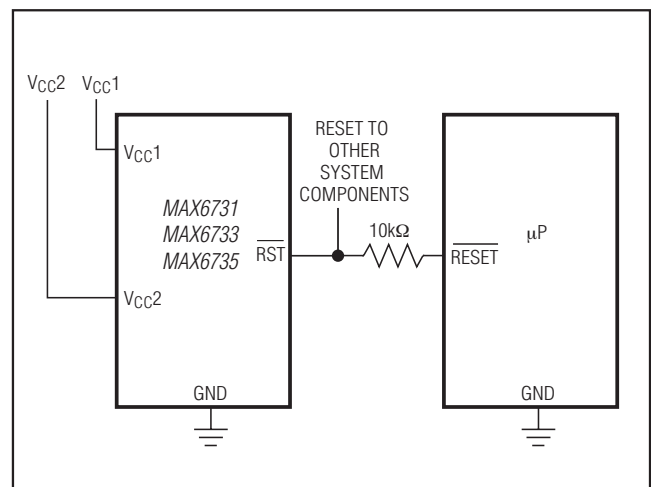 VCC2 VCC1
RESET TO
OTHER
SYSTEM
COMPONENTS
VCC1
10kΩ
MAX6731
MAX6733
MAX6735
RST
RESET
µP
VCC2
GND
GND